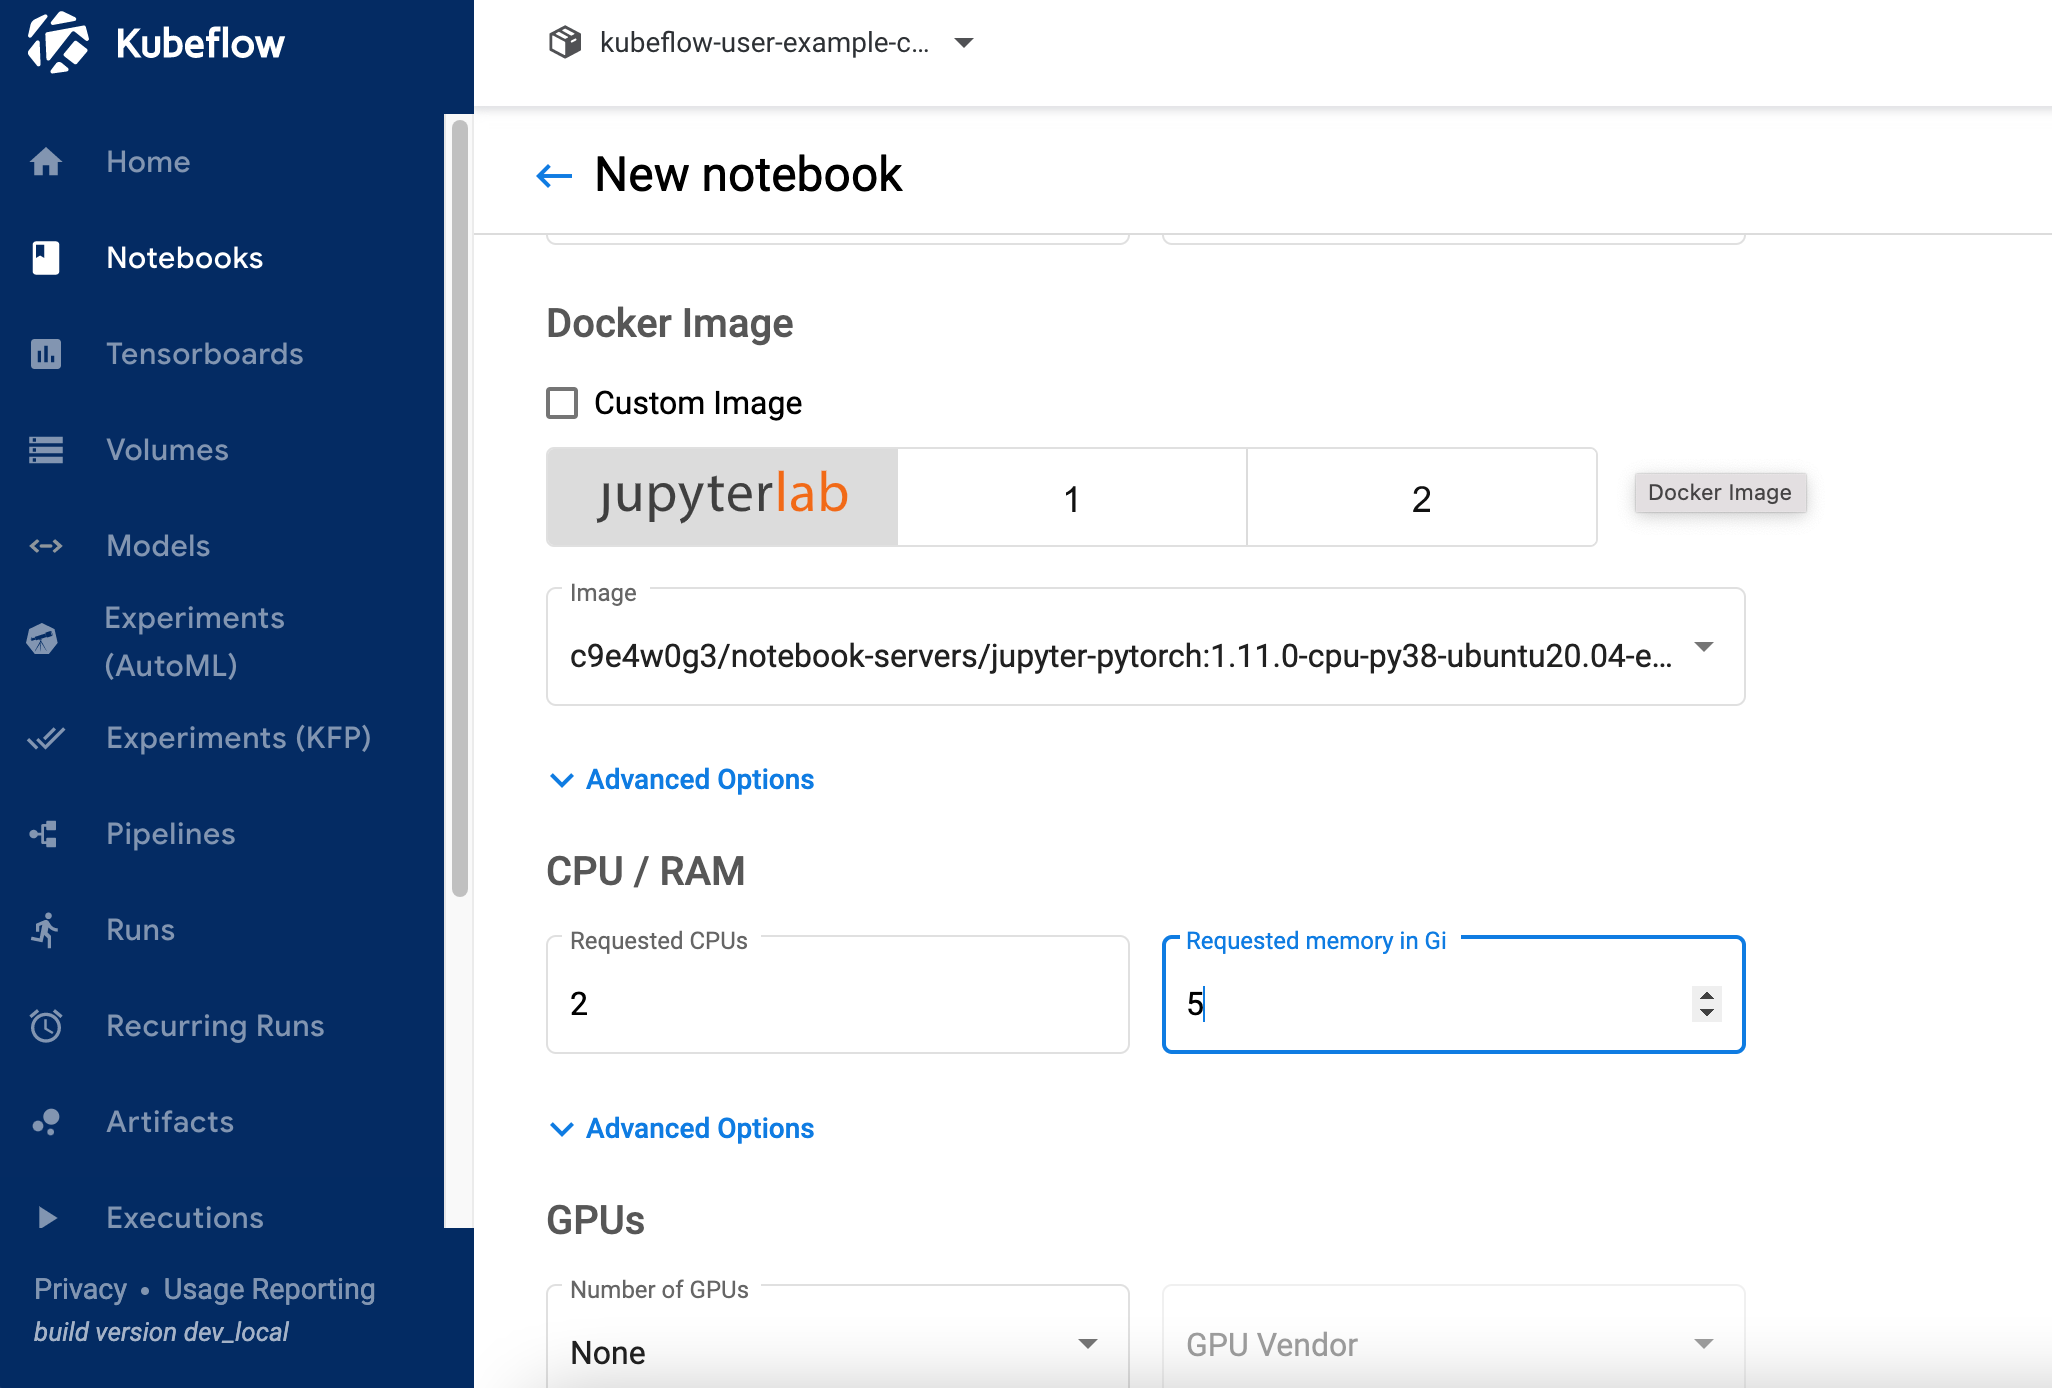 Kubeflow
Home
Notebooks
Tensorboards
Volumes
Models
Experiments
(AutoML)
Experiments (KFP)
Pipelines
Runs
Recurring Runs
Artifacts
Executions
Privacy • Usage Reporting
build version dev_local
kubeflow-user-example-c...
New notebook
Docker Image
Custom Image
jupyterlab
1
2
Docker Image
Image
c9e4w0g3/notebook-servers/jupyter-pytorch:1.11.0-cpu-py38-ubuntu20.04-e...
Advanced Options
CPU / RAM
Requested CPUs
2
Requested memory in Gi
5
Advanced Options
GPUs
Number of GPUs
None
GPU Vendor